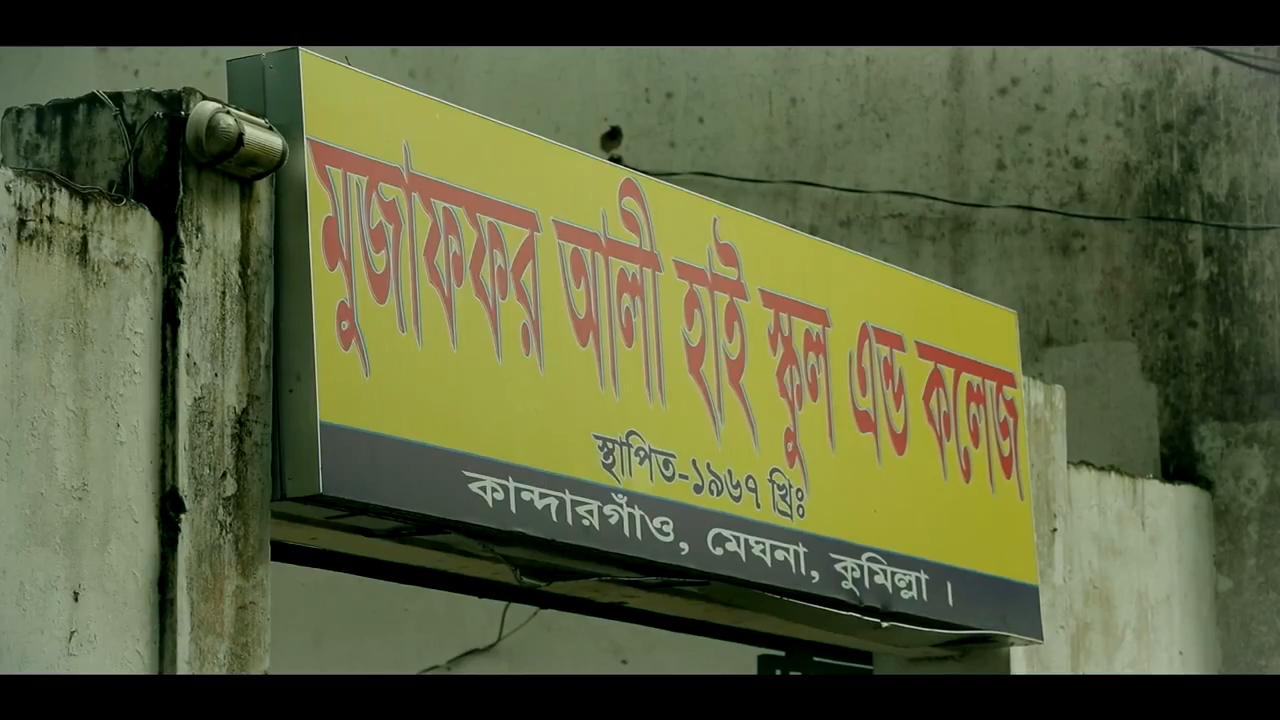 মুজাফফর আলী হাই স্কুল এন্ড কলেজ
স্থাপিত-১৯৬৭ খ্রিঃ
কান্দারগাঁও, মেঘনা, কুমিল্লা ।